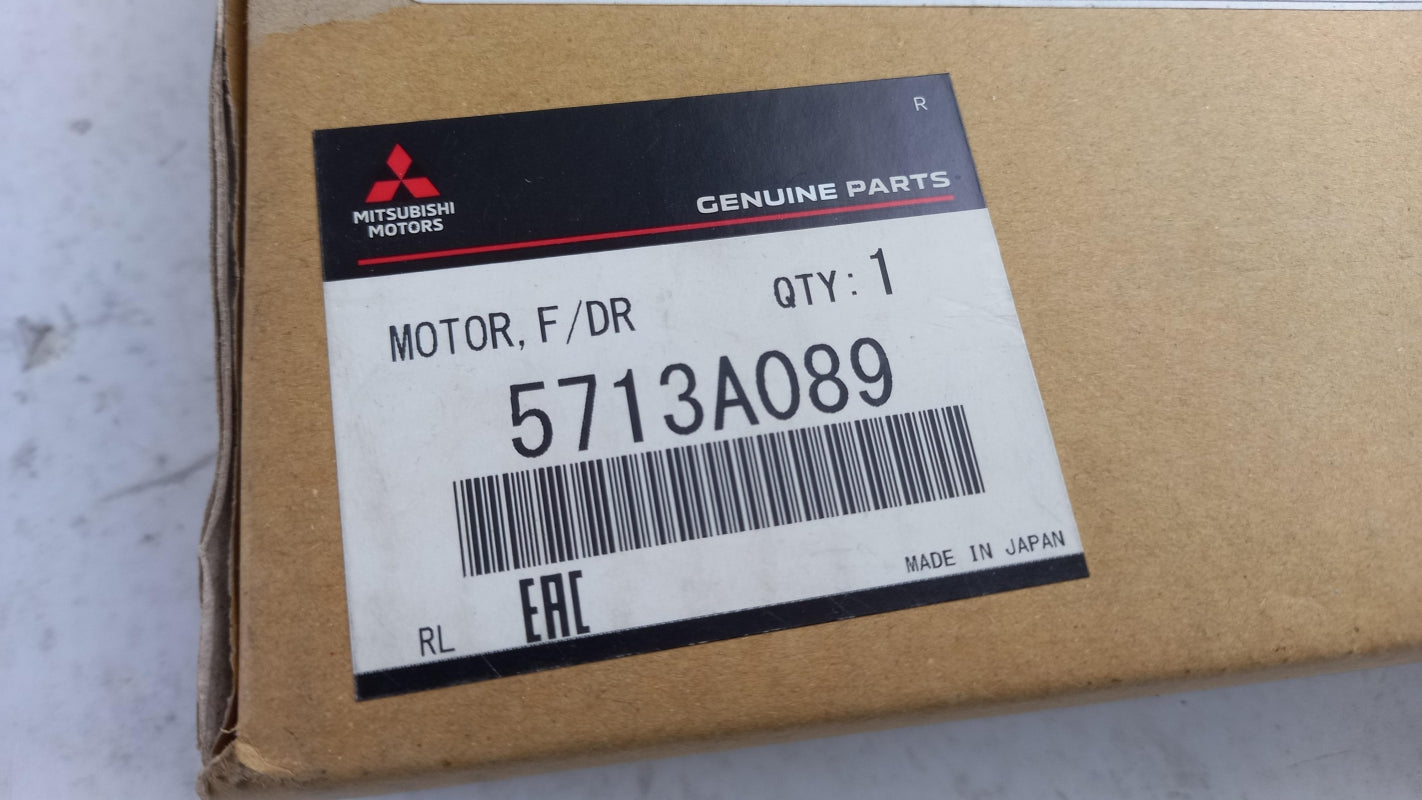 R
MITSUBISHI
MOTORS
GENUINE PARTS
MOTOR, F/DR
QTY: 1
5713A089
MADE IN JAPAN
RL
EAC